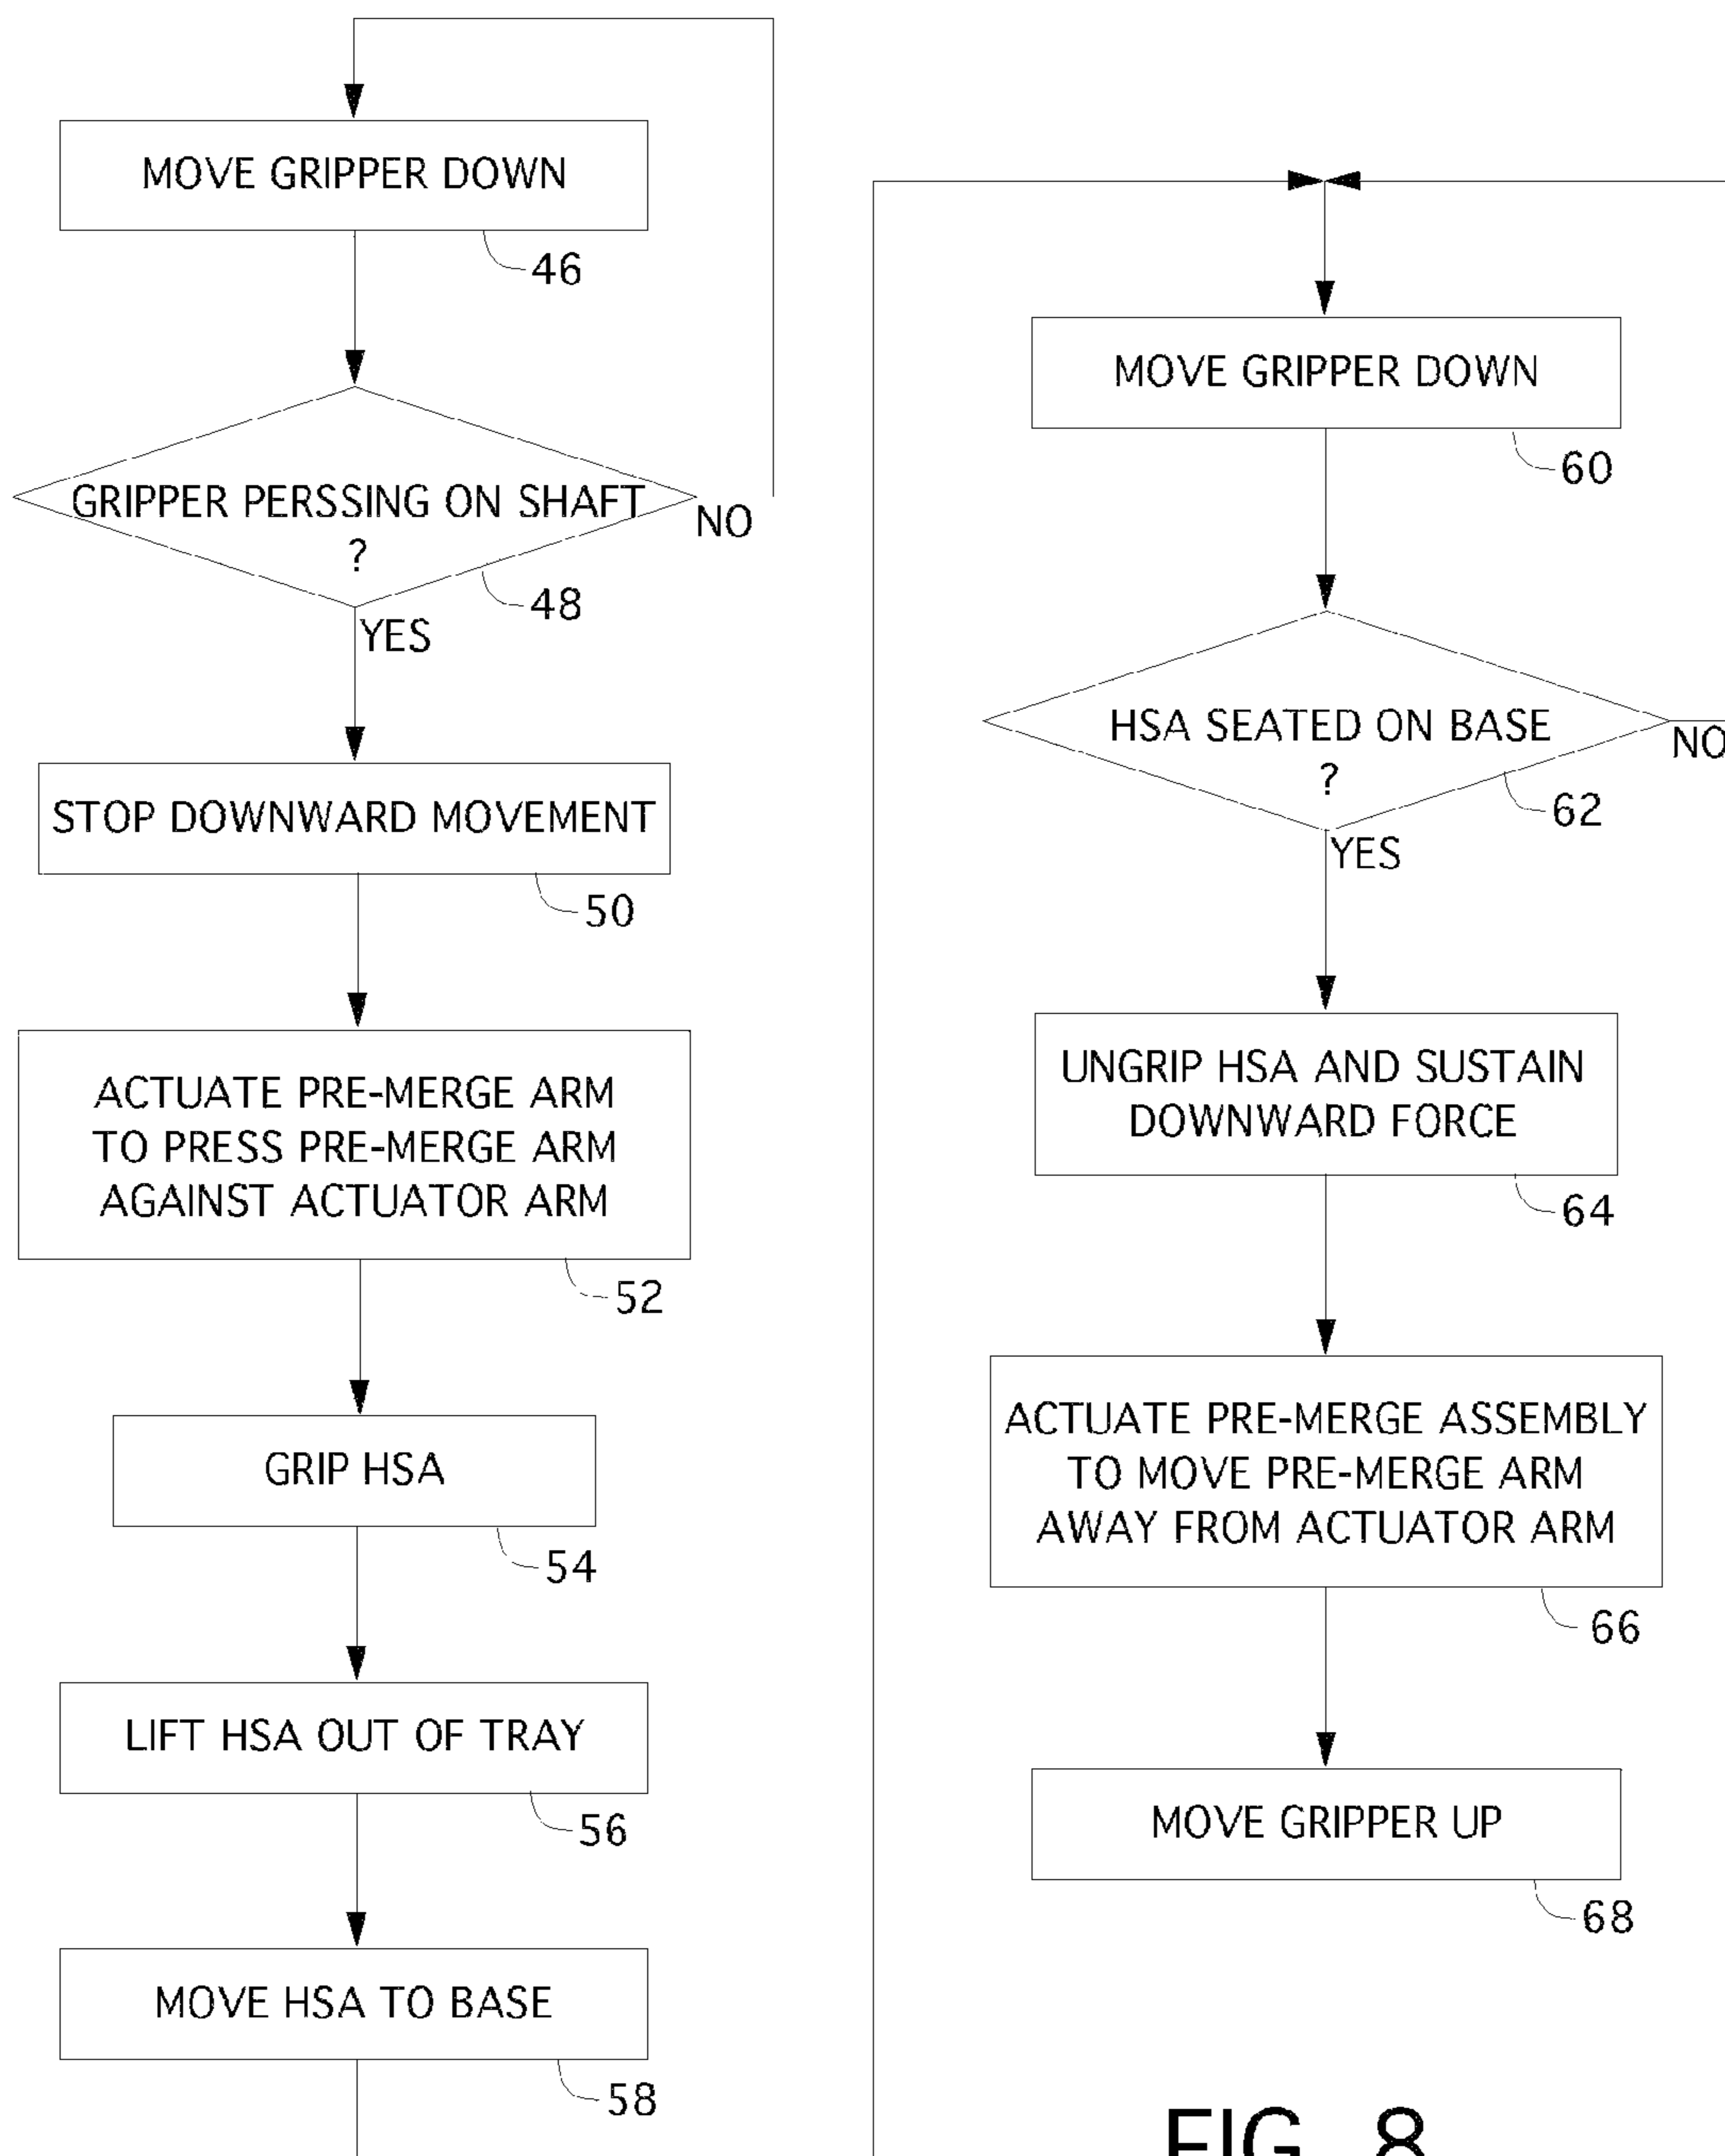 MOVE GRIPPER DOWN
46
GRIPPER PERSSING ON SHAFT
?
NO
48
YES
STOP DOWNWARD MOVEMENT
50
ACTUATE PRE-MERGE ARM
TO PRESS PRE-MERGE ARM
AGAINST ACTUATOR ARM
52
GRIP HSA
54
LIFT HSA OUT OF TRAY
56
MOVE HSA TO BASE
58
MOVE GRIPPER DOWN
60
HSA SEATED ON BASE
?
NO
62
YES
UNGRIP HSA AND SUSTAIN
DOWNWARD FORCE
64
ACTUATE PRE-MERGE ASSEMBLY
TO MOVE PRE-MERGE ARM
AWAY FROM ACTUATOR ARM
66
MOVE GRIPPER UP
68
FIG. 8